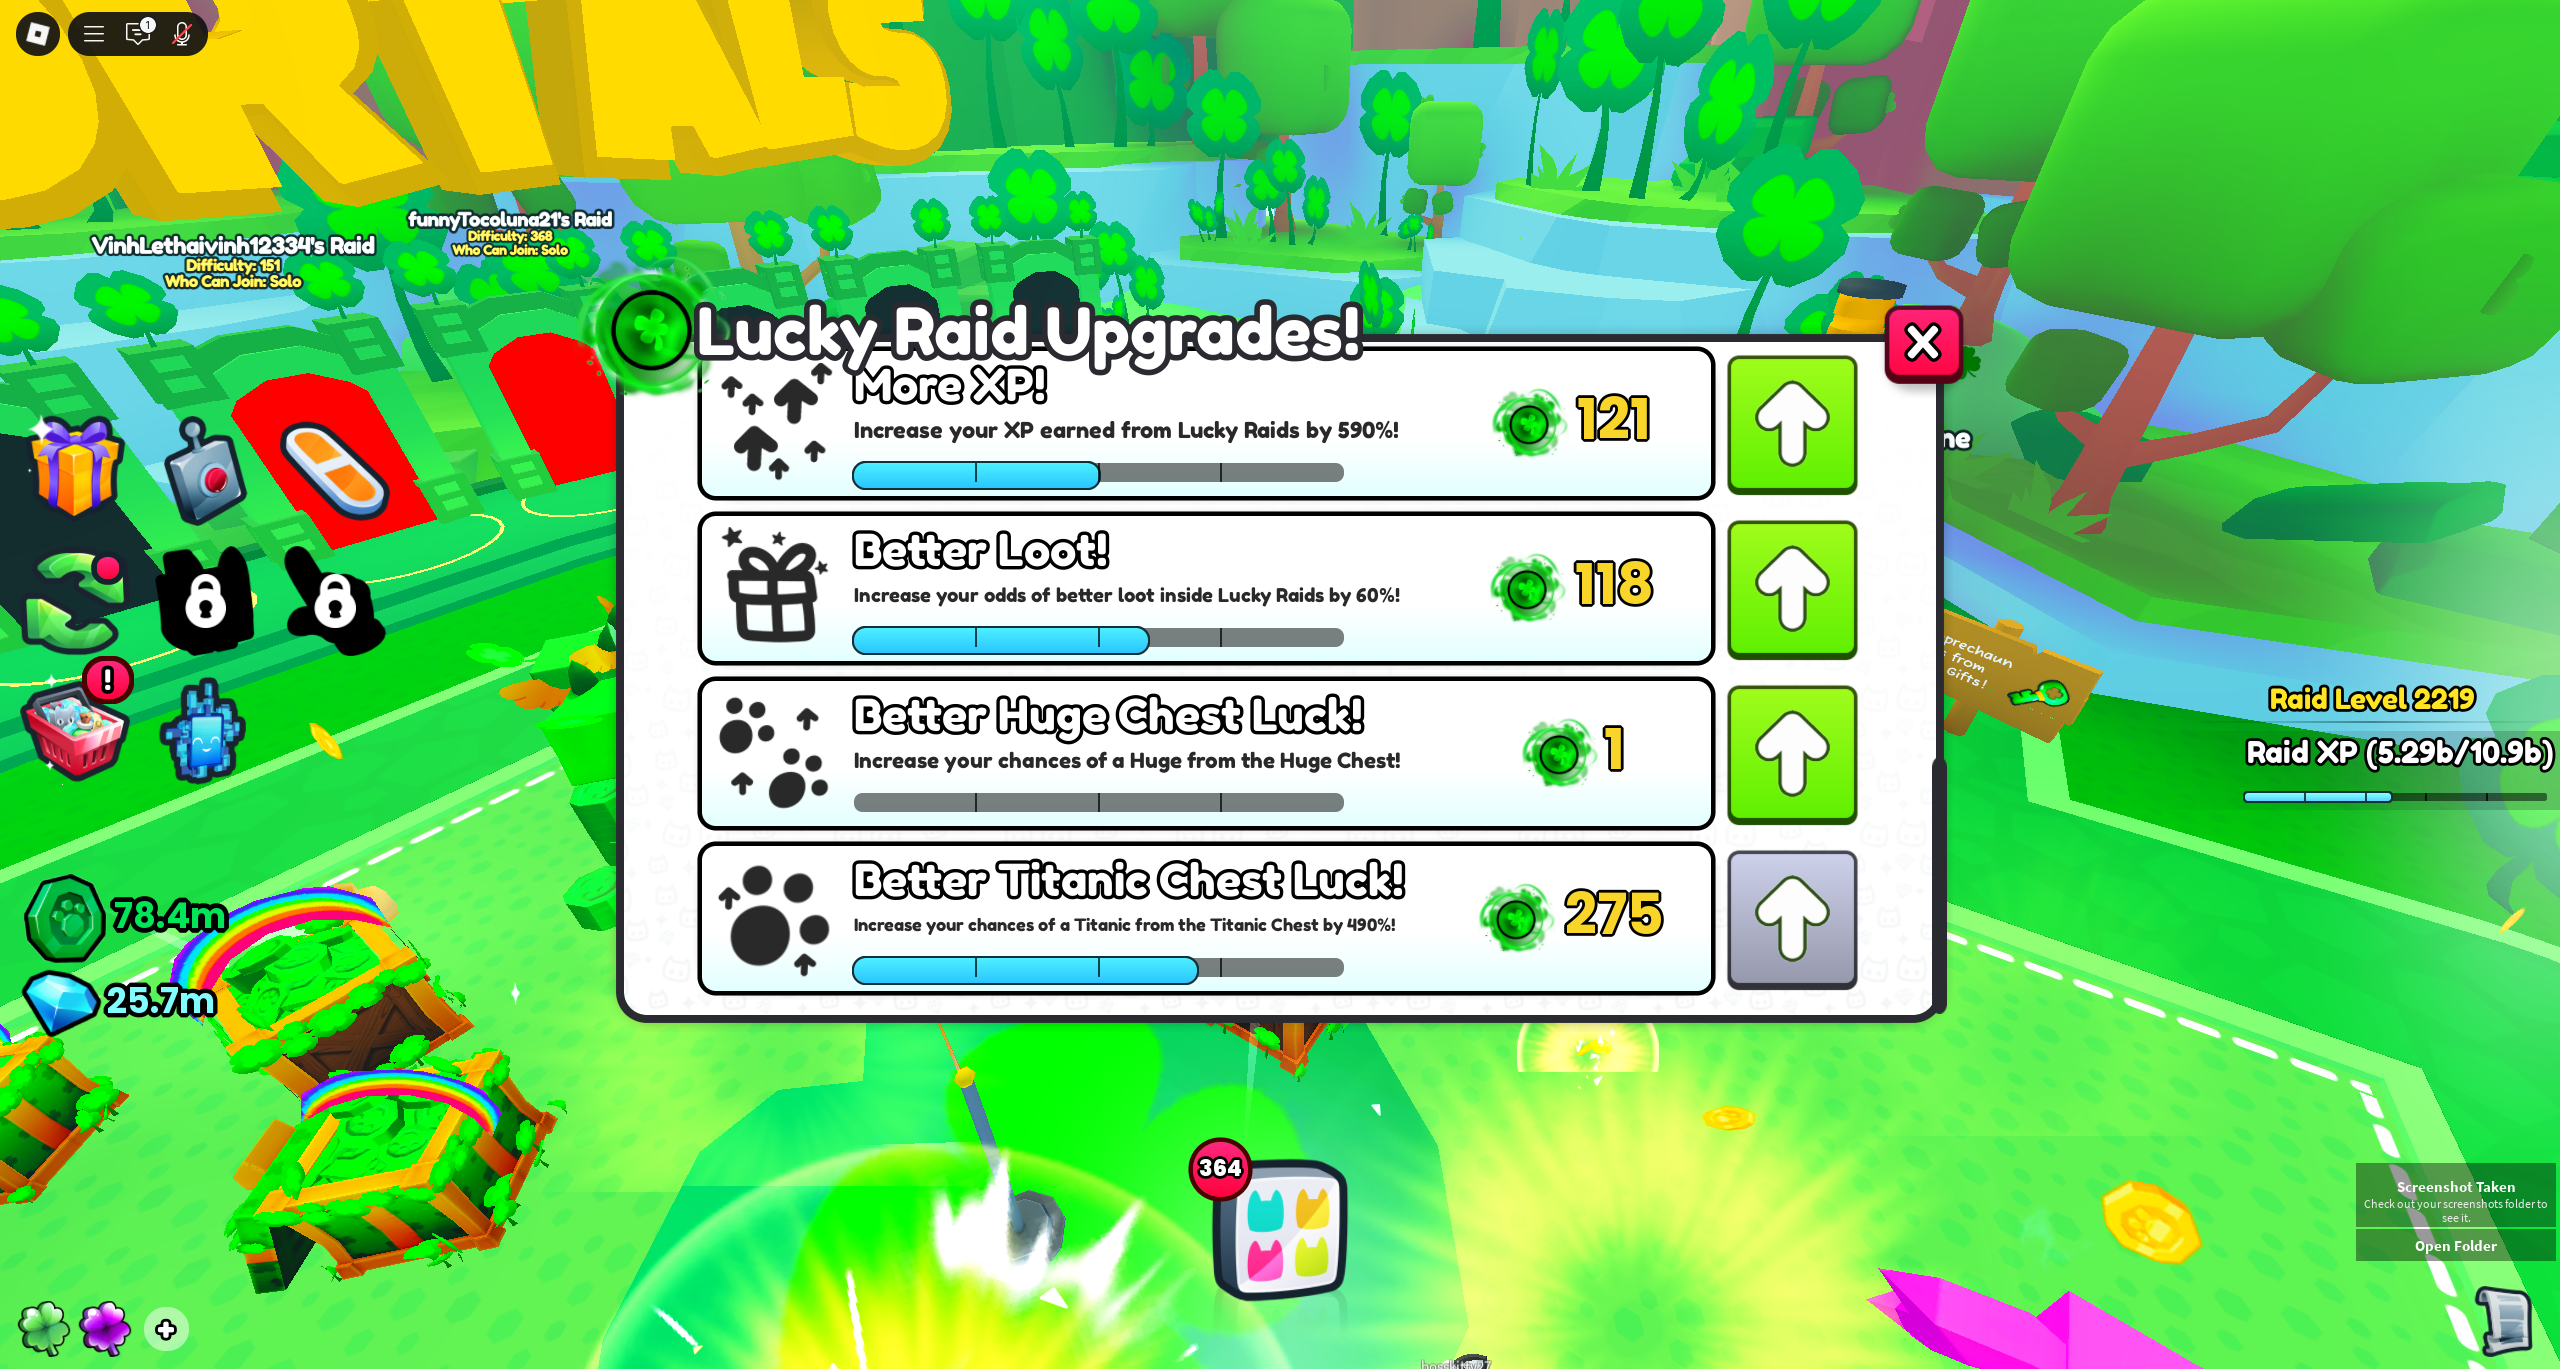 1
VinhLethaivinh12334's Raid
Difficulty: 151
Who Can Join: Solo
funnyTocoluna21's Raid
Difficulty: 368
Who Can Join: Solo
Lucky Raid Upgrades!
More XP!
Increase your XP earned from Lucky Raids by 590%!
121
Better Loot!
Increase your odds of better loot inside Lucky Raids by 60%!
118
Better Huge Chest Luck!
Increase your chances of a Huge from the Huge Chest!
1
Better Titanic Chest Luck!
Increase your chances of a Titanic from the Titanic Chest by 490%!
275
!
78.4m
25.7m
from
Gifts!
Raid Level 2219
Raid XP (5.29b/10.9b)
364
Screenshot Taken
Check out your screenshots folder to
see it.
Open Folder